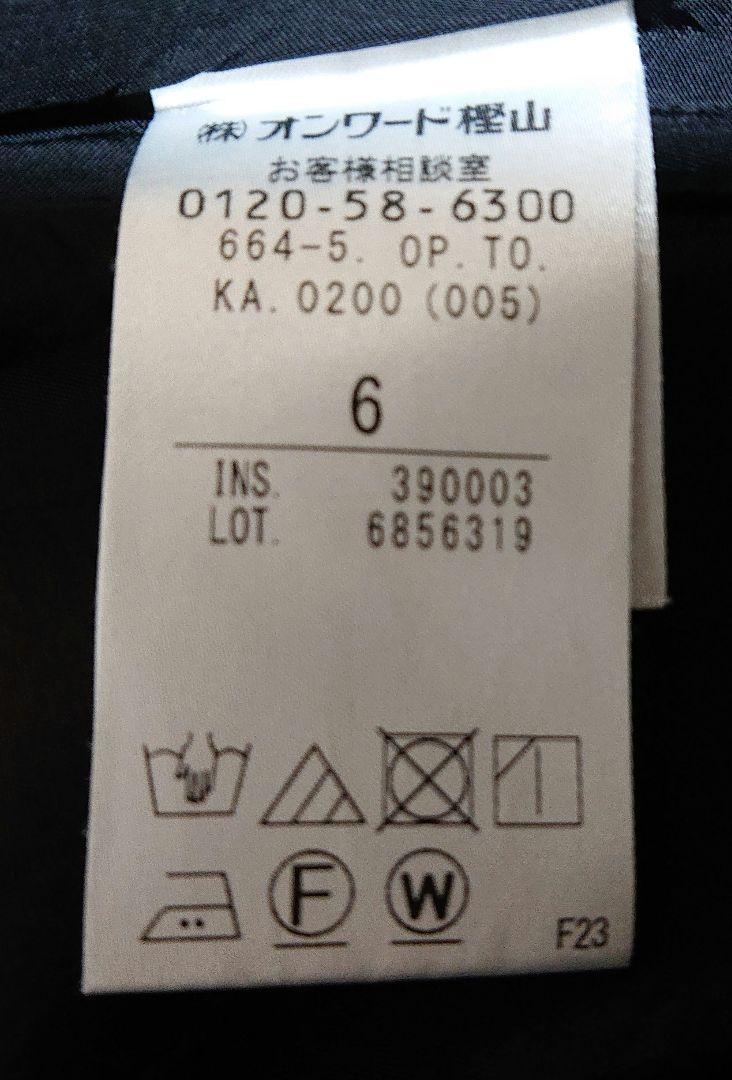 ㈱オンワード樫山
お客様相談室
0120-58-6300
664-5. OP. TO.
KA. 0200 (005)
6
INS. 390003
LOT. 6856319
F W
F23